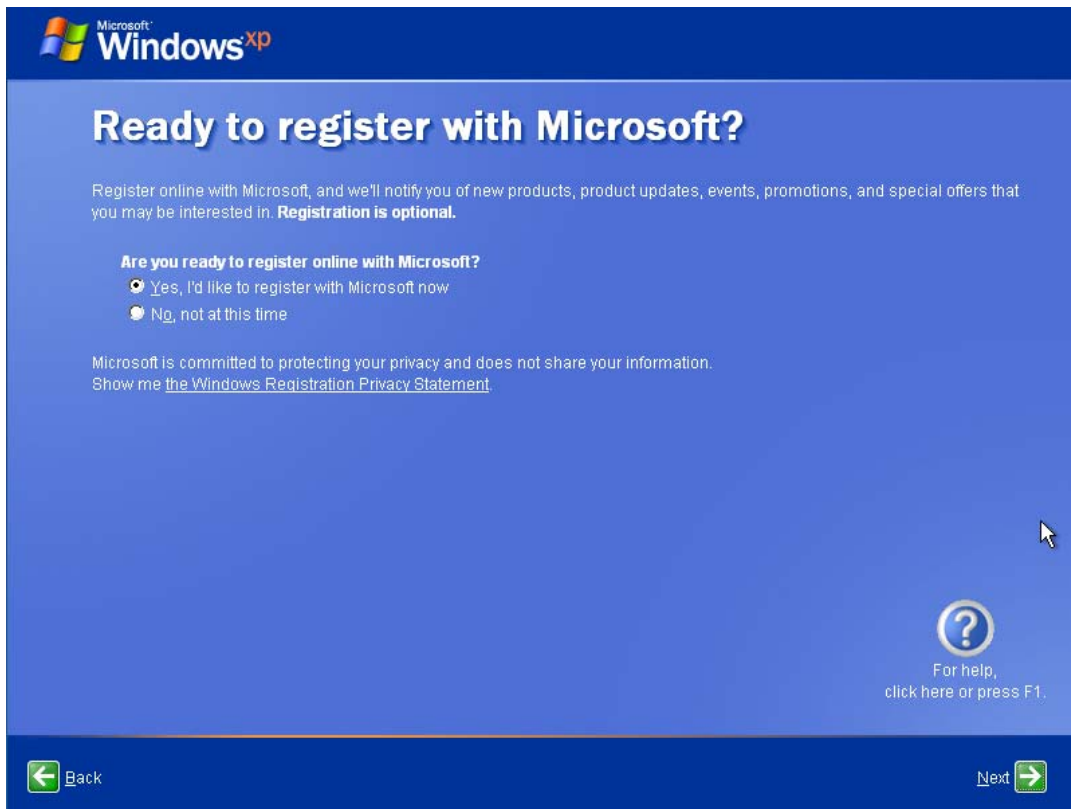 Microsoft
Windows xp
Ready to register with Microsoft?
Register online with Microsoft, and we'll notify you of new products, product updates, events, promotions, and special offers that
you may be interested in. Registration is optional.
Are you ready to register online with Microsoft?
Yes, I'd like to register with Microsoft now
No, not at this time
Microsoft is committed to protecting your privacy and does not share your information.
Show me the Windows Registration Privacy Statement.
?
For help,
click here or press F1.
Back
Next